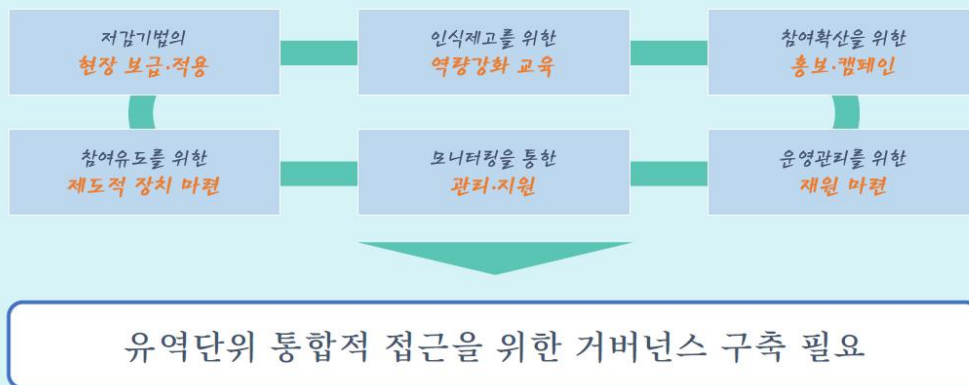 저감기법의
현장 보급·적용
인식제고를 위한
역량강화 교육
참여확산을 위한
홍보·캠페인
참여유도를 위한
제도적 장치 마련
모니터링을 통한
관리·지원
운영관리를 위한
재원 마련
유역단위 통합적 접근을 위한 거버넌스 구축 필요